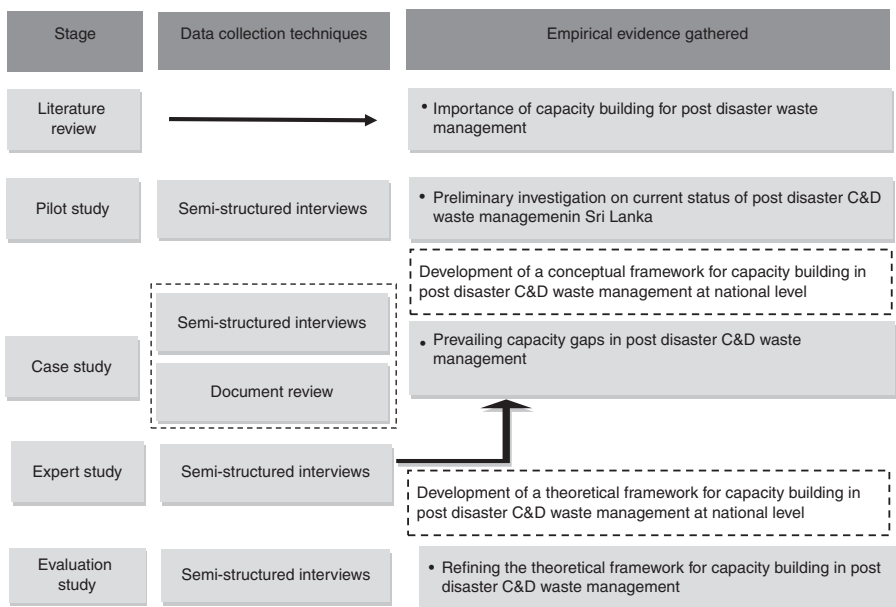 Stage
Data collection techniques
Empirical evidence gathered
Literature
review
• Importance of capacity building for post disaster waste
management
Pilot study
Semi-structured interviews
• Preliminary investigation on current status of post disaster C&D
waste managemenin Sri Lanka
Development of a conceptual framework for capacity building in
post disaster C&D waste management at national level
Case study
Semi-structured interviews
Document review
• Prevailing capacity gaps in post disaster C&D waste
management
Expert study
Semi-structured interviews
Development of a theoretical framework for capacity building in
post disaster C&D waste management at national level
Evaluation
study
Semi-structured interviews
• Refining the theoretical framework for capacity building in post
disaster C&D waste management